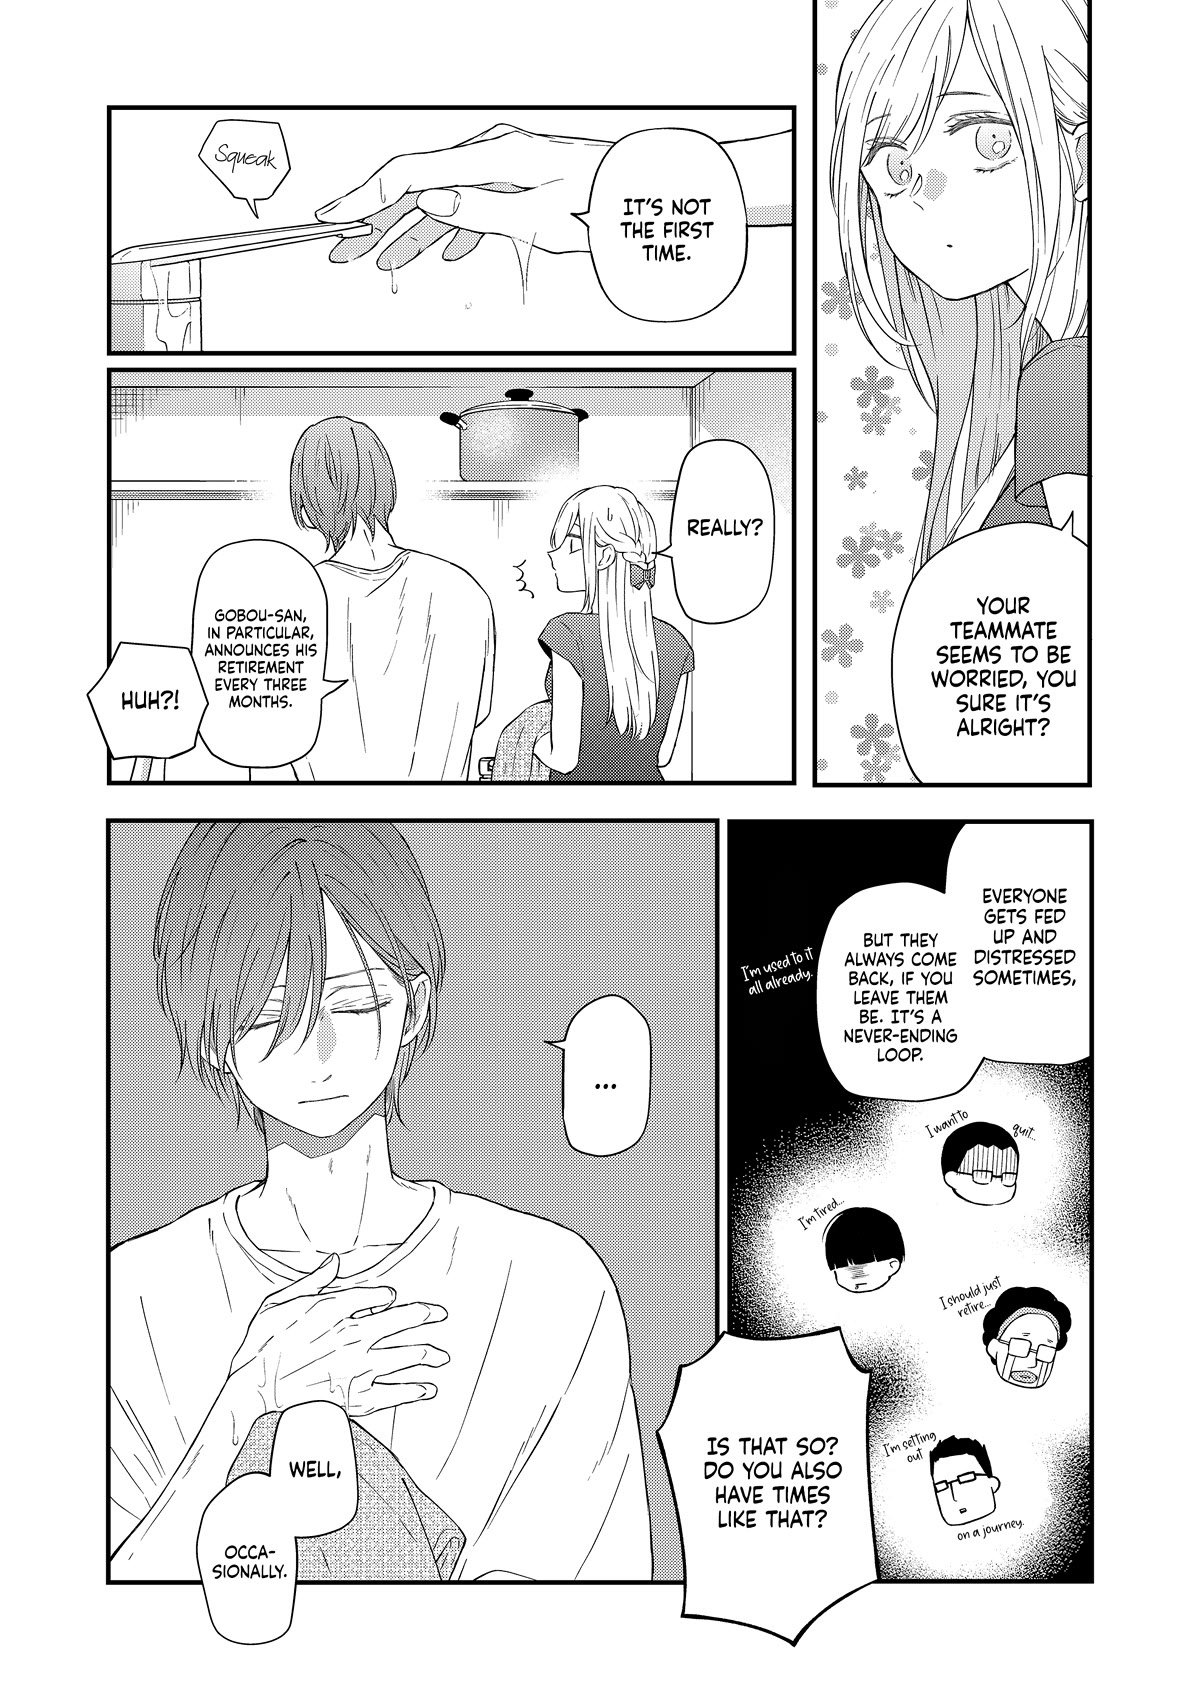 YOUR
TEAMMATE
SEEMS TO BE
WORRIED, YOU
SURE IT'S
ALRIGHT?
IT'S NOT
THE FIRST
TIME.
Squeak
REALLY?
GOBOU-SAN,
IN PARTICULAR,
ANNOUNCES HIS
RETIREMENT
EVERY THREE
MONTHS.
HUH?!
EVERYONE
GETS FED
UP AND
DISTRESSED
SOMETIMES,
BUT THEY
ALWAYS COME
BACK, IF YOU
LEAVE THEM
BE. IT'S A
NEVER-ENDING
LOOP.
I'm used to it
all already.
I want to
quit...
I'm tired...
I should just
retire...
I'm setting
out
on a journey.
IS THAT SO?
DO YOU ALSO
HAVE TIMES
LIKE THAT?
...
WELL,
OCCA-
SIONALLY.